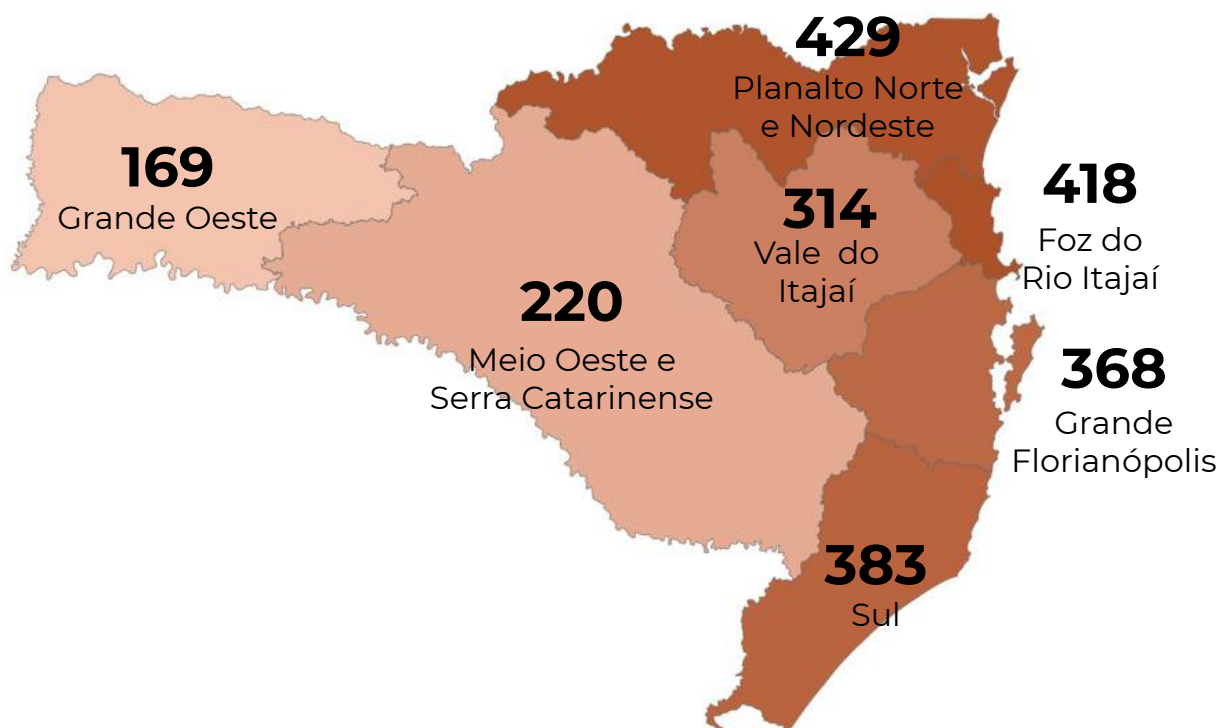 429
Planalto Norte
e Nordeste
169
Grande Oeste
314
Vale do
Itajaí
418
Foz do
Rio Itajaí
220
Meio Oeste e
Serra Catarinense
368
Grande
Florianópolis
383
Sul